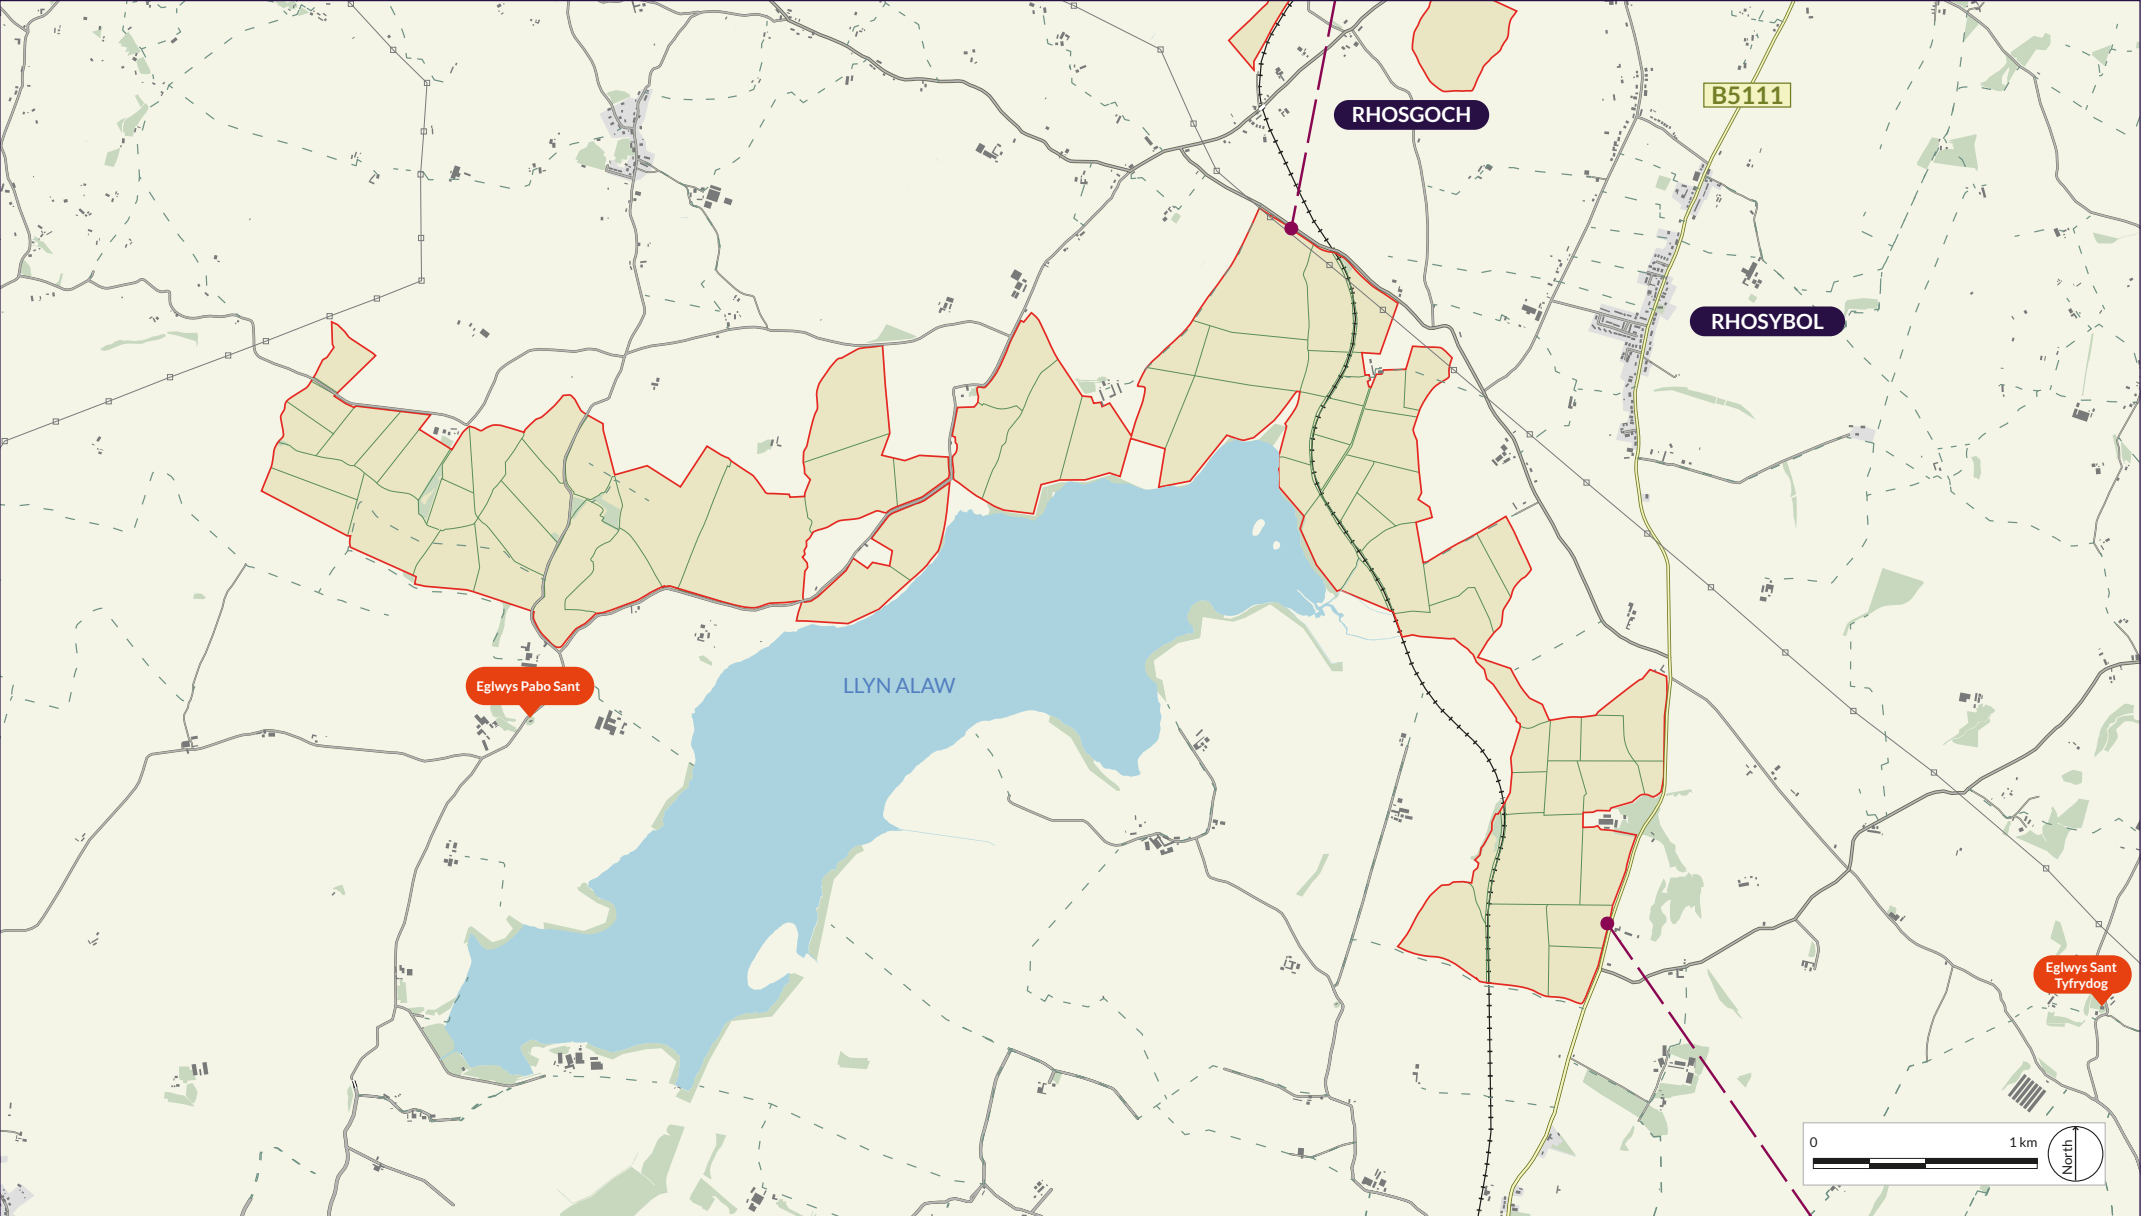 B5111
RHOSGOCH
RHOSYBOL
Eglwys Pabo Sant
LLYN ALAW
Eglwys Sant
Tyfrydog
0 1 km
North